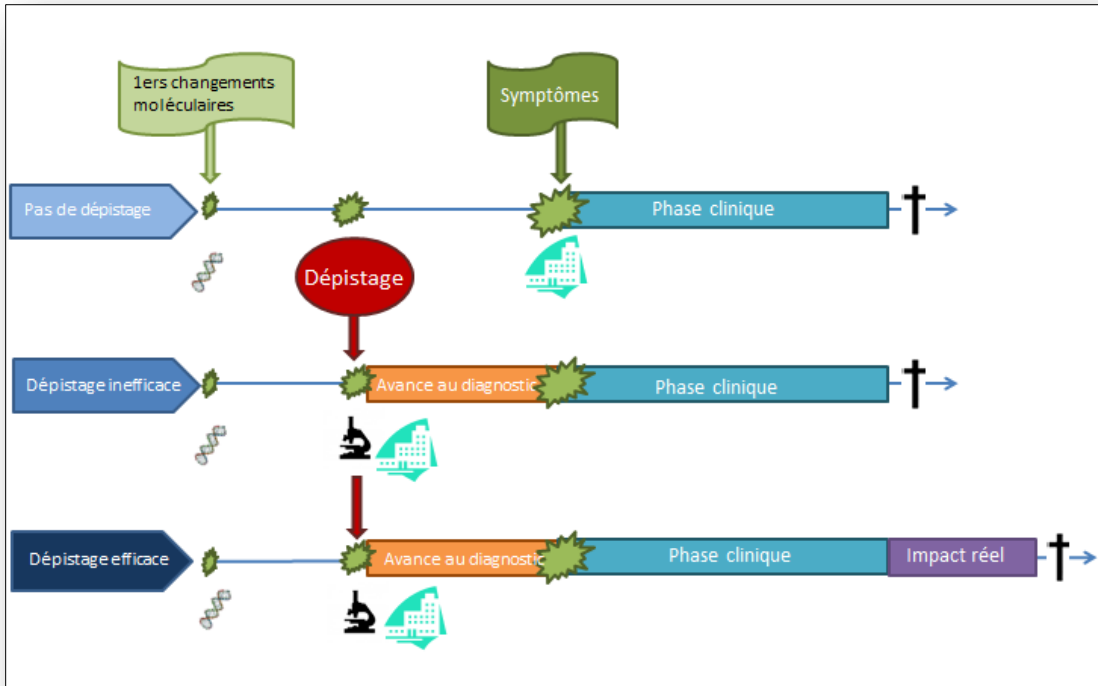 1ers changements
moléculaires
Symptômes
Pas de dépistage
Phase clinique
Dépistage
Dépistage inefficace
Avance au diagnostic
Phase clinique
Dépistage efficace
Avance au diagnostic
Phase clinique
Impact réel